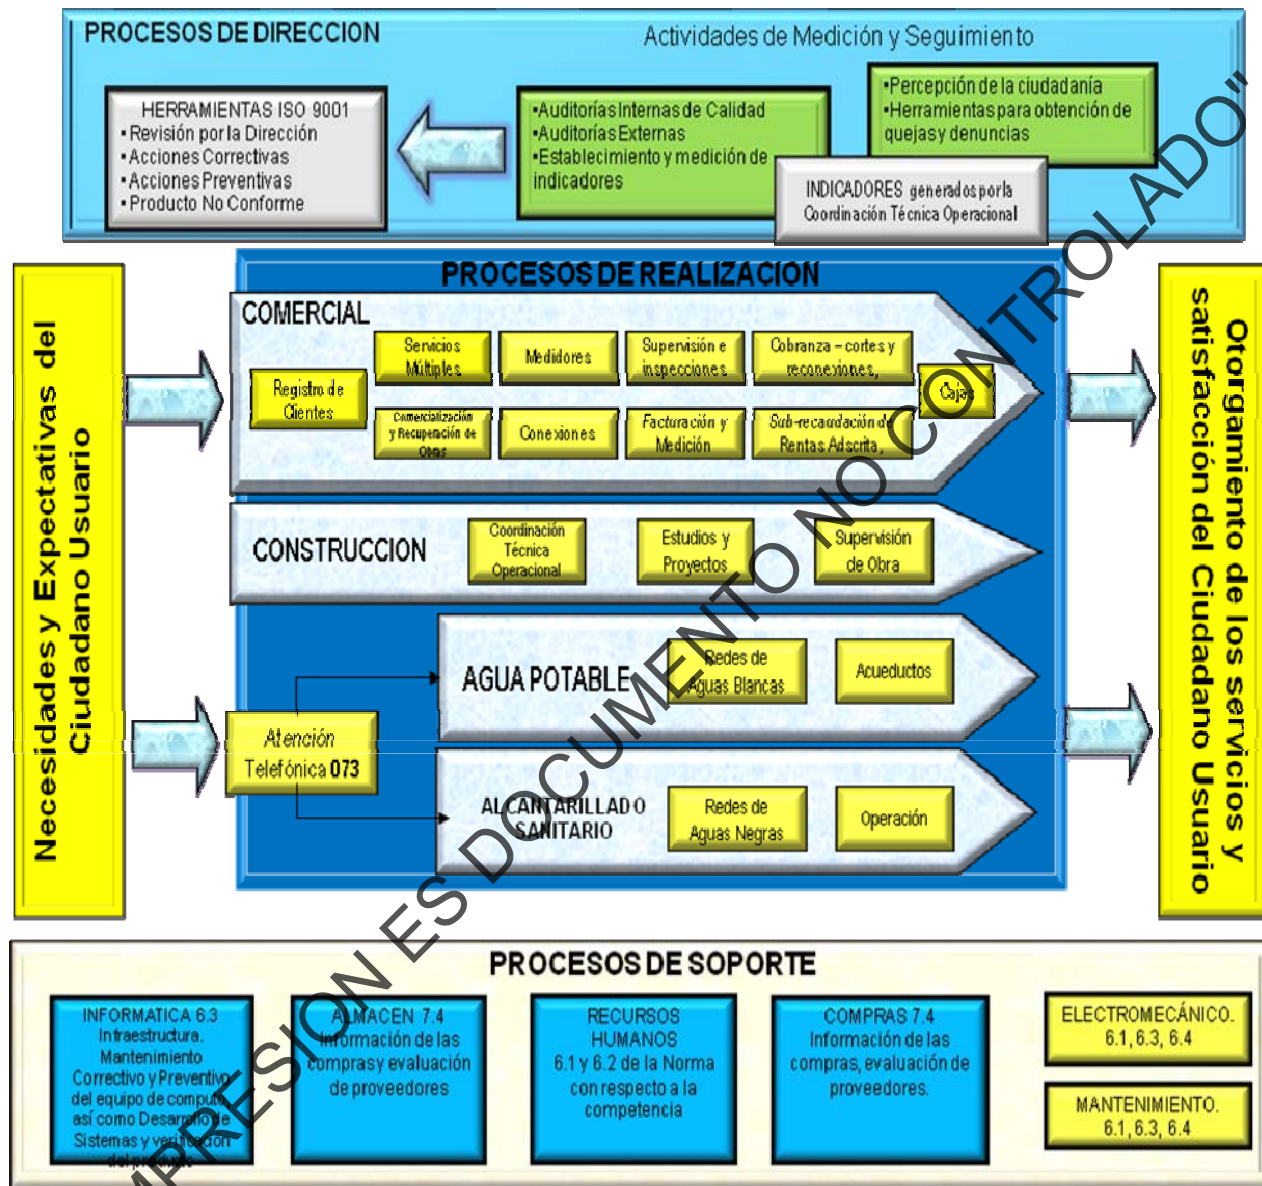 PROCESOS DE DIRECCION
Actividades de Medición y Seguimiento
HERRAMIENTAS ISO 9001
▪ Revisión por la Dirección
▪ Acciones Correctivas
▪ Acciones Preventivas
▪ Producto No Conforme
▪Auditorías Internas de Calidad
▪Auditorías Externas
▪Establecimiento y medición de
indicadores
▪Percepción de la ciudadanía
▪Herramientas para obtención de
quejas y denuncias
INDICADORES generados por la
Coordinación Técnica Operacional
Necesidades y Expectativas del
Ciudadano Usuario
PROCESOS DE REALIZACION
COMERCIAL
Registro de
Clientes
Servicios
Múltiples
Medidores
Supervisión e
inspecciones
Cobranza – cortes y
reconexiones,
Cajas
Comercialización
y Recuperación de
Obras
Conexiones
Facturación y
Medición
Sub-recaudación de
Rentas Adscrita,
CONSTRUCCION
Coordinación
Técnica
Operacional
Estudios y
Proyectos
Supervisión
de Obra
Atención
Telefónica 073
AGUA POTABLE
Redes de
Aguas Blancas
Acueductos
ALCANTARILLADO
SANITARIO
Redes de
Aguas Negras
Operación
Otorgamiento de los servicios y
satisfacción del Ciudadano Usuario
PROCESOS DE SOPORTE
INFORMATICA 6.3
Intraestructura.
Mantenimiento
Correctivo y Preventivo
del equipo de computo,
así como Desarrollo de
Sistemas y verificación
del producto
ALMACEN 7.4
Información de las
compras y evaluación
de proveedores
RECURSOS
HUMANOS
6.1 y 6.2 de la Norma
con respecto a la
competencia
COMPRAS 7.4
Información de las
compras, evaluación de
proveedores.
ELECTROMECÁNICO.
6.1, 6.3, 6.4
MANTENIMIENTO.
6.1, 6.3, 6.4
MPRESION ES DOCUMENTO NO CONTROLADO"